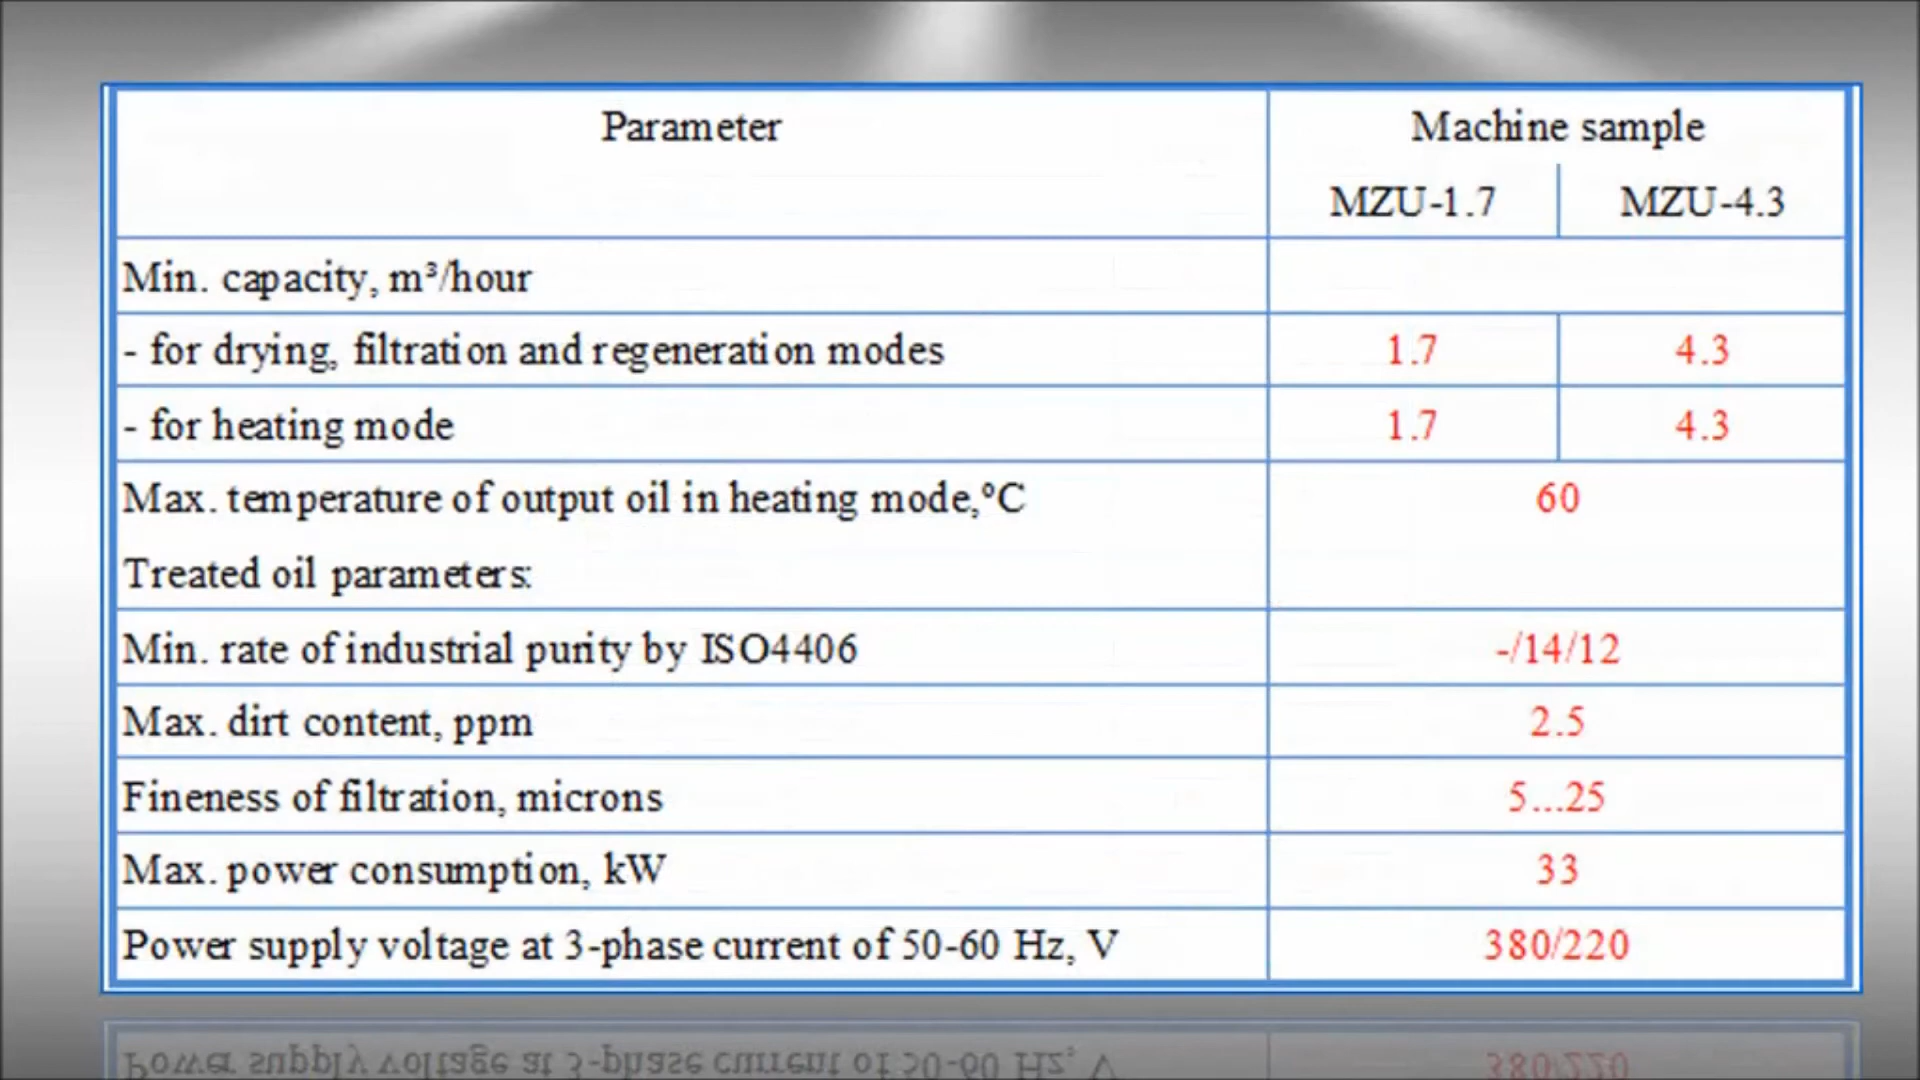 Parameter
Machine sample
MZU-1.7
MZU-4.3
Min. capacity, m³/hour
- for drying, filtration and regeneration modes
1.7
4.3
- for heating mode
1.7
4.3
Max. temperature of output oil in heating mode,°C
60
Treated oil parameters:
Min. rate of industrial purity by ISO4406
-/14/12
Max. dirt content, ppm
2.5
Fineness of filtration, microns
5...25
Max. power consumption, kW
33
Power supply voltage at 3-phase current of 50-60 Hz, V
380/220